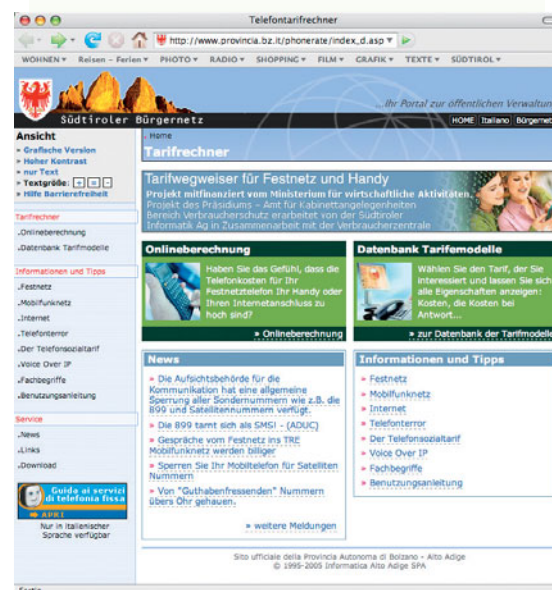 Telefontarifrechner
http://www.provincia.bz.it/phonerate/index_d.asp
WOHNEN Reisen - Ferien PHOTO RADIO SHOPPING FILM GRAFIK TEXTE SÜDTIROL
...Ihr Portal zur öffentlichen Verwaltun
Südtiroler Bürgernetz
HOME Italiano Bürgernet
Ansicht
» Grafische Version
» Hoher Kontrast
» nur Text
» Textgröße: + = -
» Hilfe Barrierefreiheit
Tarifrechner
.Onlineberechnung
.Datenbank Tarifmodelle
Informationen und Tipps
.Festnetz
.Mobilfunknetz
.Internet
.Telefonterror
.Der Telefonsozialtarif
.Voice Over IP
.Fachbegriffe
.Benutzungsanleitung
Service
.News
.Links
.Download
Guida ai servizi
di telefonia fissa
APRI
Nur in italienischer
Sprache verfügbar
. Home
Tarifrechner
Tarifwegweiser für Festnetz und
Handy
Projekt mitfinanziert vom Ministerium für wirtschaftliche Aktivitäten,
Projekt des Präsidiums - Amt für Kabinettangelegenheiten
Bereich Verbraucherschutz erarbeitet von der Südtiroler
Informatik Ag in Zusammenarbeit mit der Verbraucherzentrale
Onlineberechnung
Haben Sie das Gefühl, dass die
Telefonkosten für Ihr
Festnetztelefon Ihr Handy oder
Ihren Internetanschluss zu
hoch sind?
» Onlineberechnung
Datenbank Tarifemodelle
Wählen Sie den Tarif, der Sie
interessiert und lassen Sie sich
alle Eigenschaften anzeigen:
Kosten, die Kosten bei
Antwort...
» zur Datenbank der Tarifmodelle
News
» Die Aufsichtsbehörde für die
Kommunikation hat eine allgemeine
Sperrung aller Sondernummern wie z.B. die
899 und Satellitennummern verfügt.
» Die 899 tarnt sich als SMS! - (ADUC)
» Gespräche vom Festnetz ins TRE
Mobilfunknetz werden billiger
» Sperren Sie Ihr Mobiltelefon für Satelliten
Nummern
» Von "Guthabenfressenden" Nummern
übers Ohr gehauen.
» weitere Meldungen
Informationen und Tipps
» Festnetz
» Mobilfunknetz
» Internet
» Telefonterror
» Der Telefonsozialtarif
» Voice Over IP
» Fachbegriffe
» Benutzungsanleitung
Sito ufficiale della Provincia Autonoma di Bolzano - Alto Adige
© 1995-2005 Informatica Alto Adige SPA